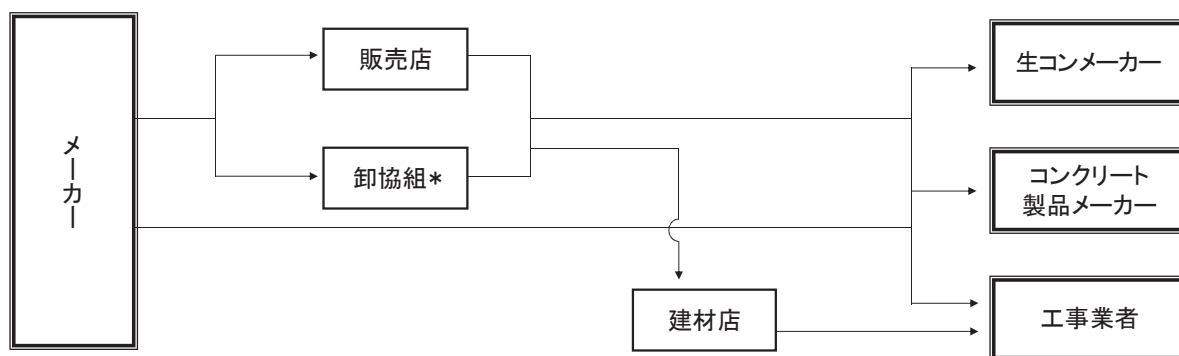 メーカー
販売店
卸協組*
建材店
生コンメーカー
コンクリート
製品メーカー
工事業者